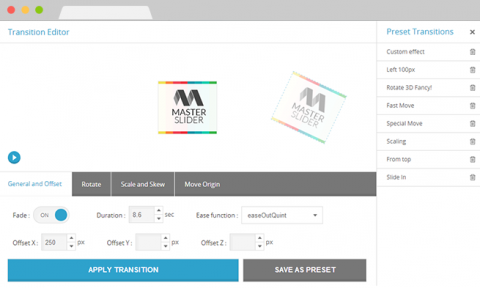 Transition Editor
Preset Transitions
Custom effect
Left 100px
Rotate 3D Fancy!
Fast Move
Special Move
Scaling
From top
Slide In
MASTER
SLIDER
MASTER
SLIDER
General and Offset
Rotate
Scale and Skew
Move Origin
Fade : ON
Duration : 8.6 sec
Ease function : easeOutQuint
Offset X : 250 px
Offset Y : px
Offset Z : px
APPLY TRANSITION
SAVE AS PRESET